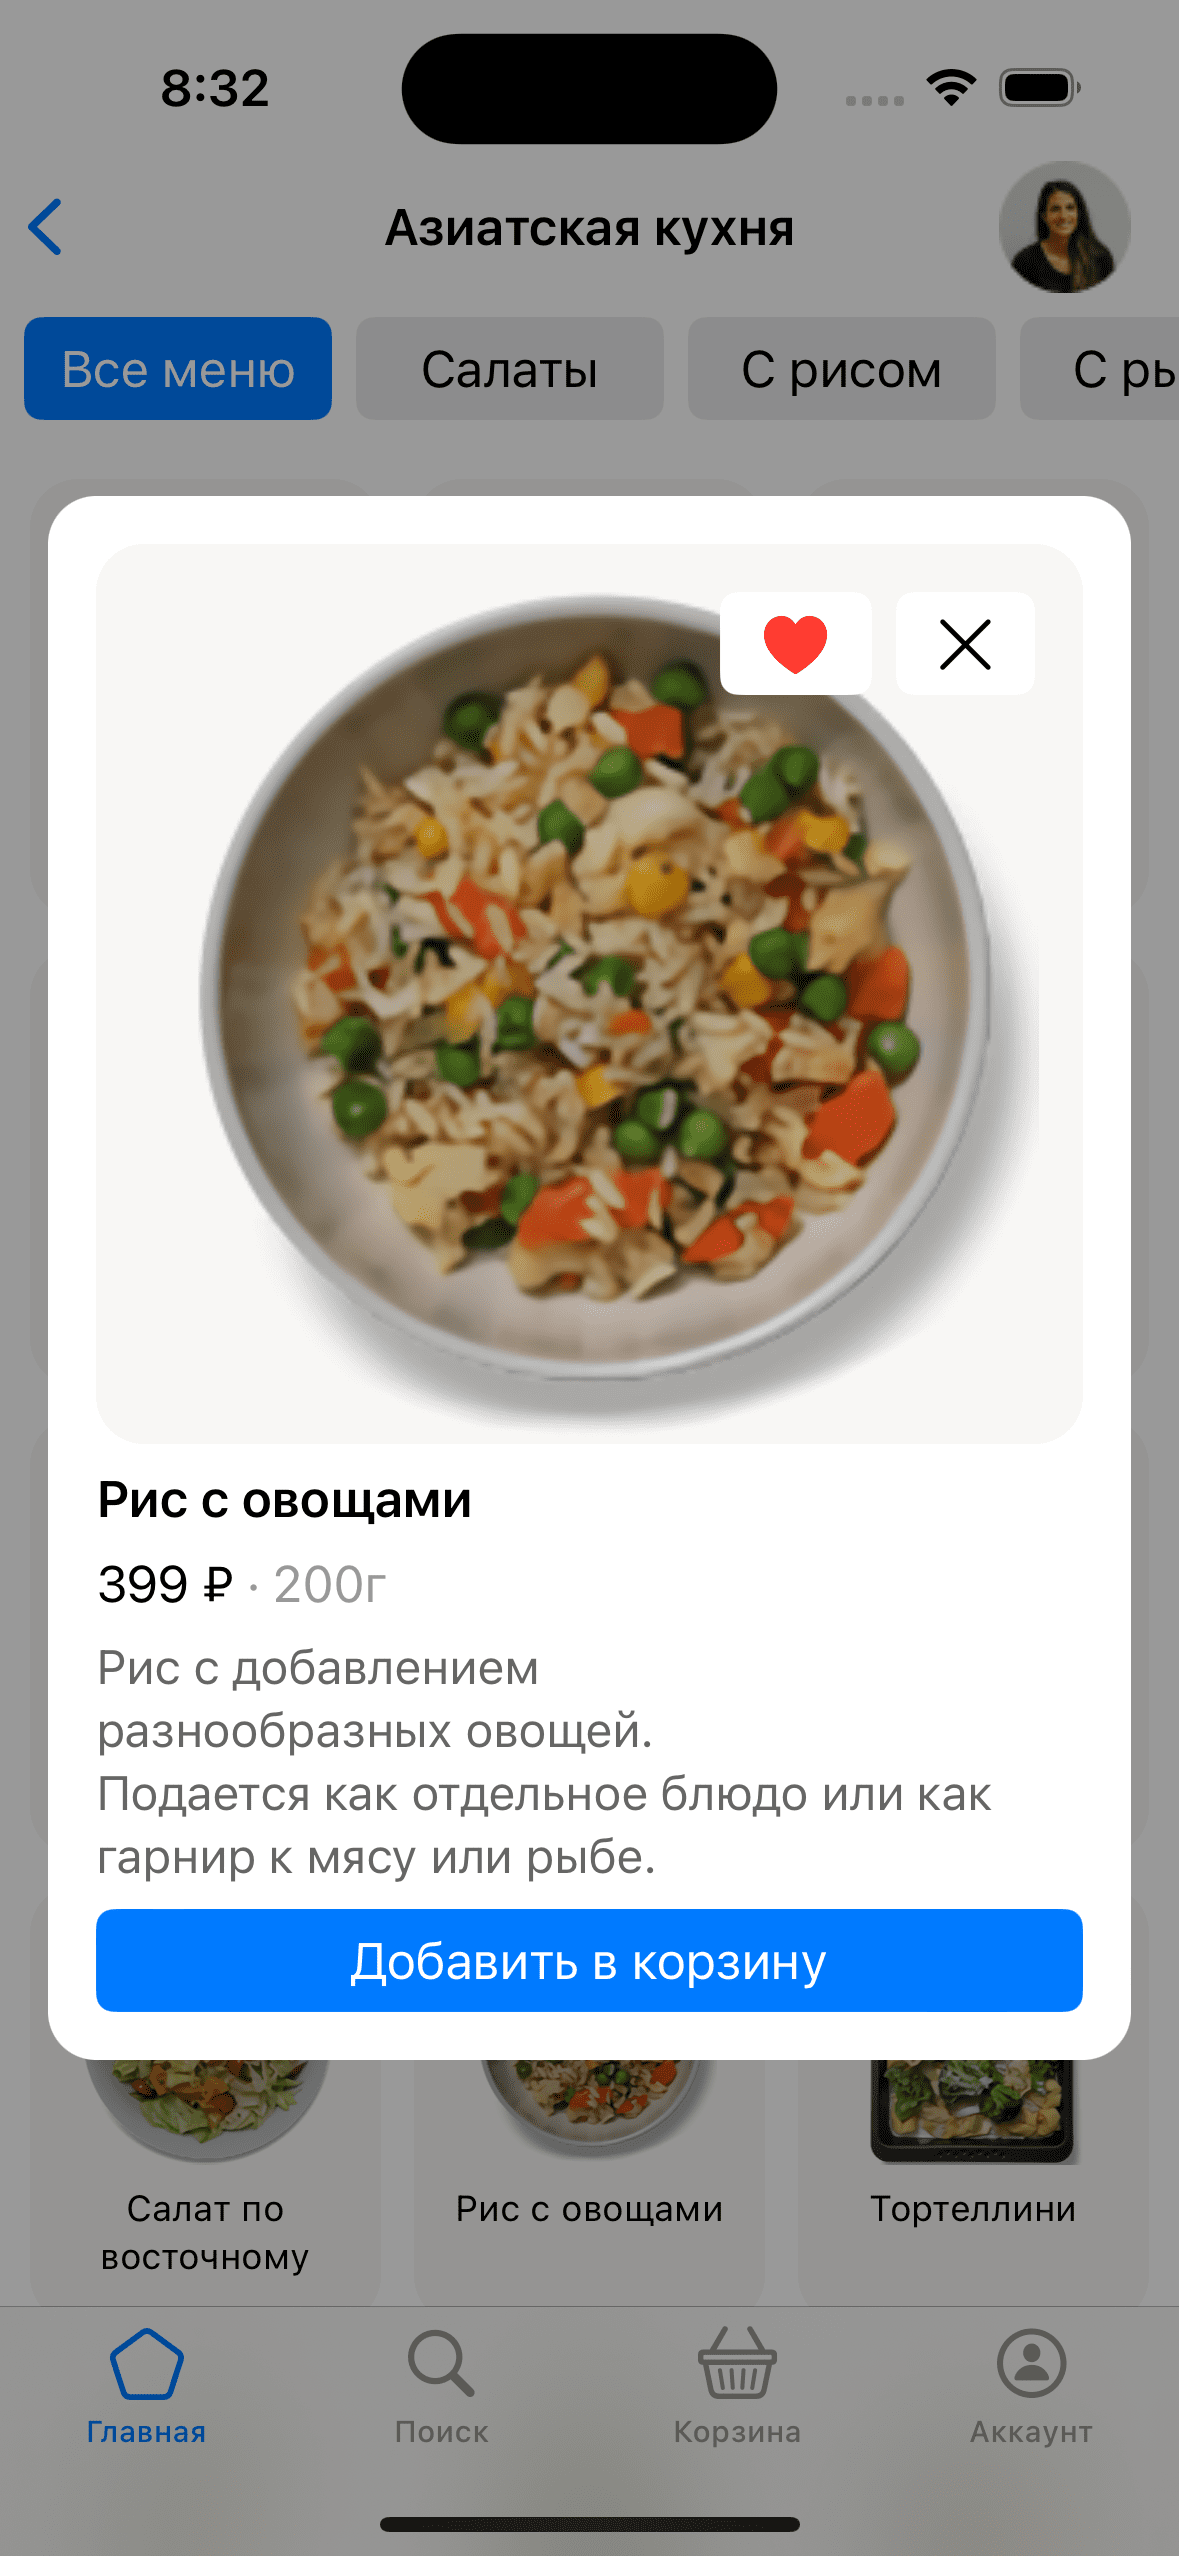 8:32
Азиатская кухня
Все меню
Салаты
С рисом
С ры
Рис с овощами
399 ₽ · 200г
Рис с добавлением
разнообразных овощей.
Подается как отдельное блюдо или как
гарнир к мясу или рыбе.
Добавить в корзину
Салат по
восточному
Рис с овощами
Тортеллини
Главная
Поиск
Корзина
Аккаунт